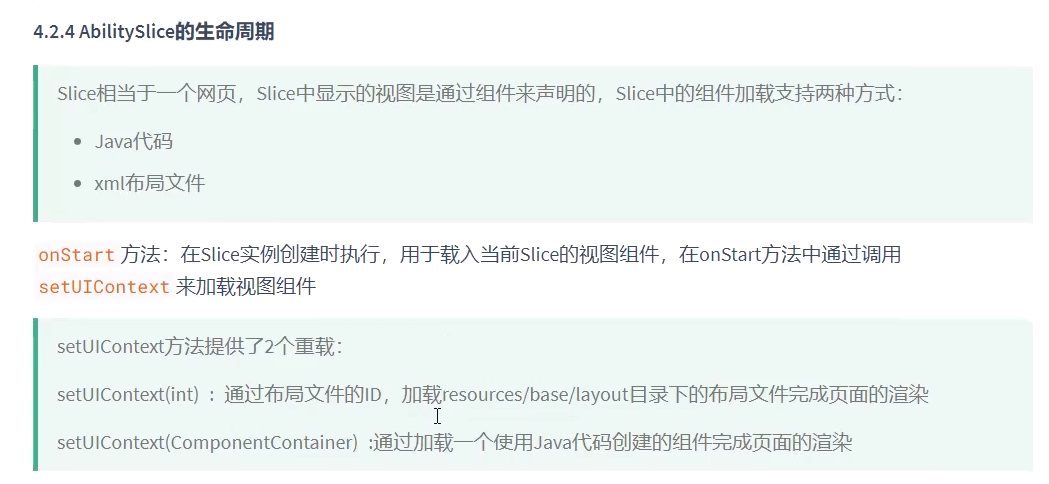 4.2.4 AbilitySlice的生命周期
Slice相当于一个网页，Slice中显示的视图是通过组件来声明的，Slice中的组件加载支持两种方式：
• Java代码
• xml布局文件
onStart 方法：在Slice实例创建时执行，用于载入当前Slice的视图组件，在onStart方法中通过调用
setUIContext 来加载视图组件
setUIContext方法提供了2个重载：
setUIContext(int) ：通过布局文件的ID，加载resources/base/layout目录下的布局文件完成页面的渲染
setUIContext(ComponentContainer) :通过加载一个使用Java代码创建的组件完成页面的渲染